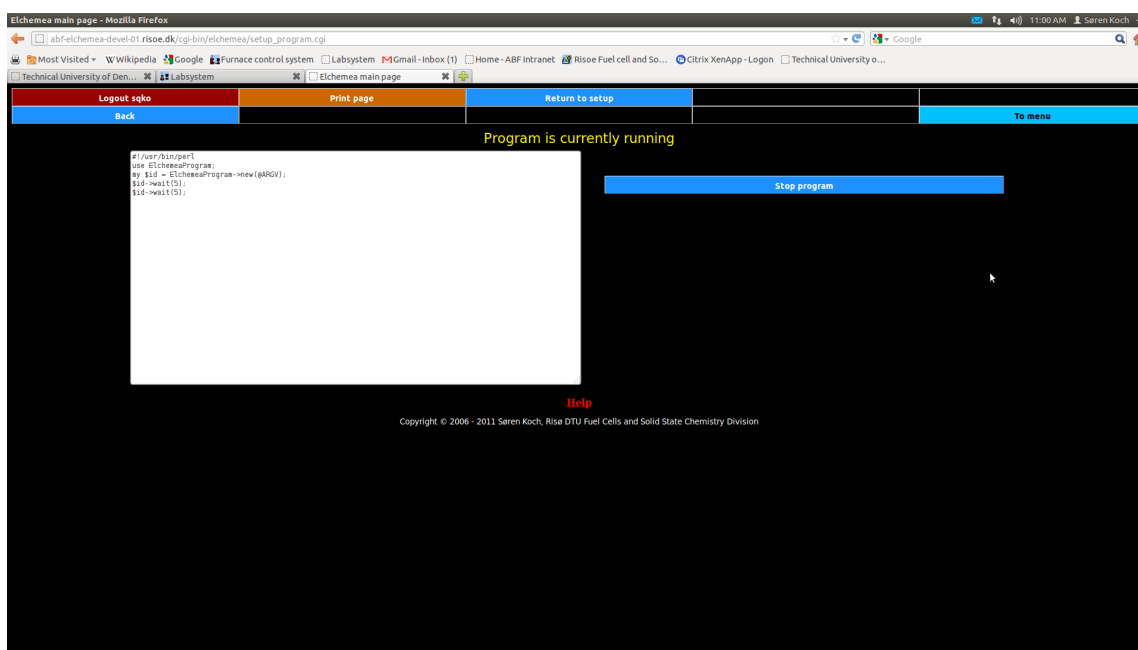 Elchemea main page - Mozilla Firefox
11:00 AM Søren Koch
abf-elchemea-devel-01.risoe.dk/cgi-bin/elchemea/setup_program.cgi
Google
Most Visited Wikipedia Google Furnace control system Labsystem Gmail - Inbox (1) Home - ABF Intranet Risoe Fuel cell and So... Citrix XenApp - Logon Technical University o...
Technical University of Den... Labsystem Elchemea main page
Logout sqko Print page Return to setup
Back To menu
Program is currently running
#!/usr/bin/perl
use ElchemeaProgram;
my $id = ElchemeaProgram->new(@ARGV);
$id->wait(5);
$id->wait(5);
Stop program
Help
Copyright © 2006 - 2011 Søren Koch, Risø DTU Fuel Cells and Solid State Chemistry Division